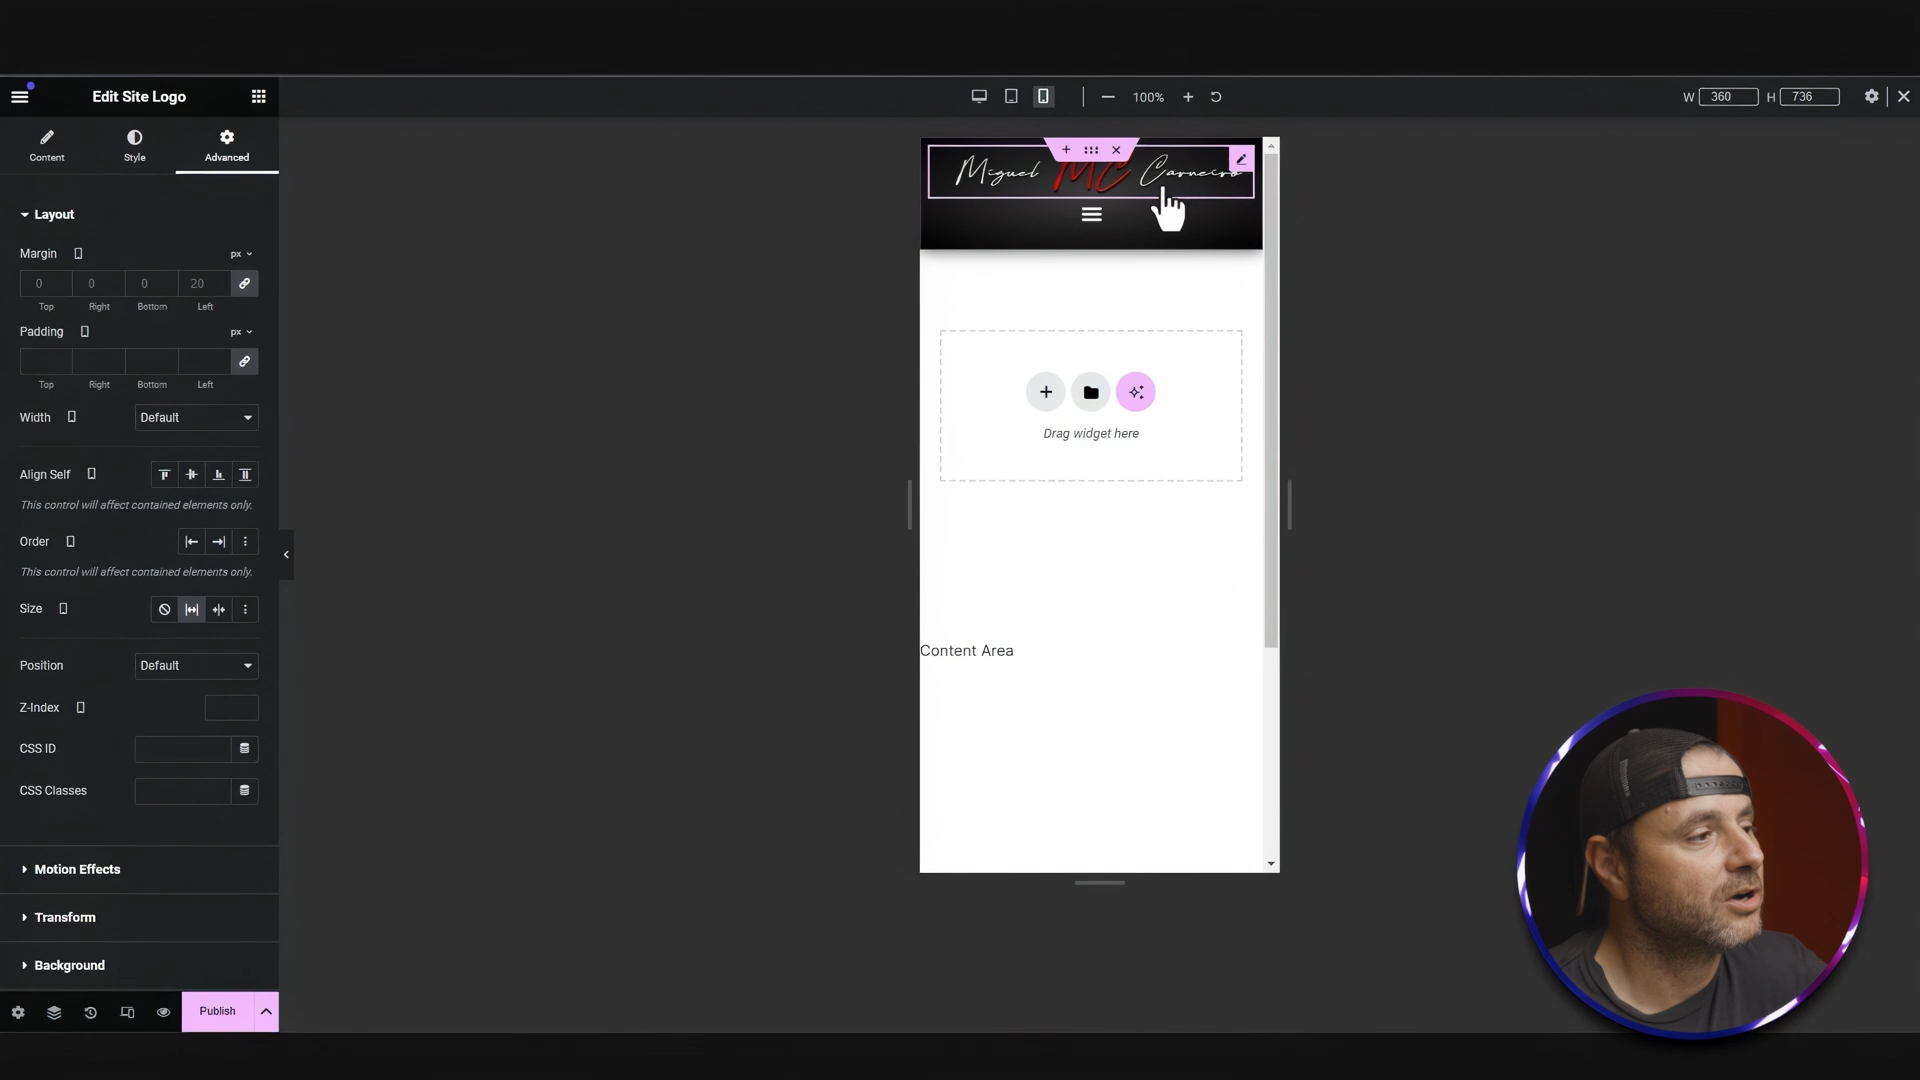 Edit Site Logo
100%
W 360 H 736
Content Style Advanced
Miguel MC Carneiro
Layout
Margin px
0 0 0 20
Top Right Bottom Left
Padding px
Top Right Bottom Left
Width Default
Align Self
This control will affect contained elements only.
Order
This control will affect contained elements only.
Size
Position Default
Z-Index
CSS ID
CSS Classes
Motion Effects
Transform
Background
Publish
Drag widget here
Content Area